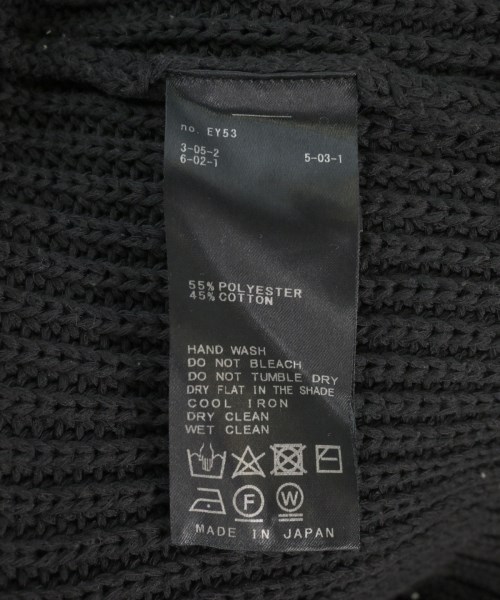 no. EY53
3-05-2 5-03-1
6-02-1
55% POLYESTER
45% COTTON
HAND WASH
DO NOT BLEACH
DO NOT TUMBLE DRY
DRY FLAT IN THE SHADE
COOL IRON
DRY CLEAN
WET CLEAN
F W
MADE IN JAPAN